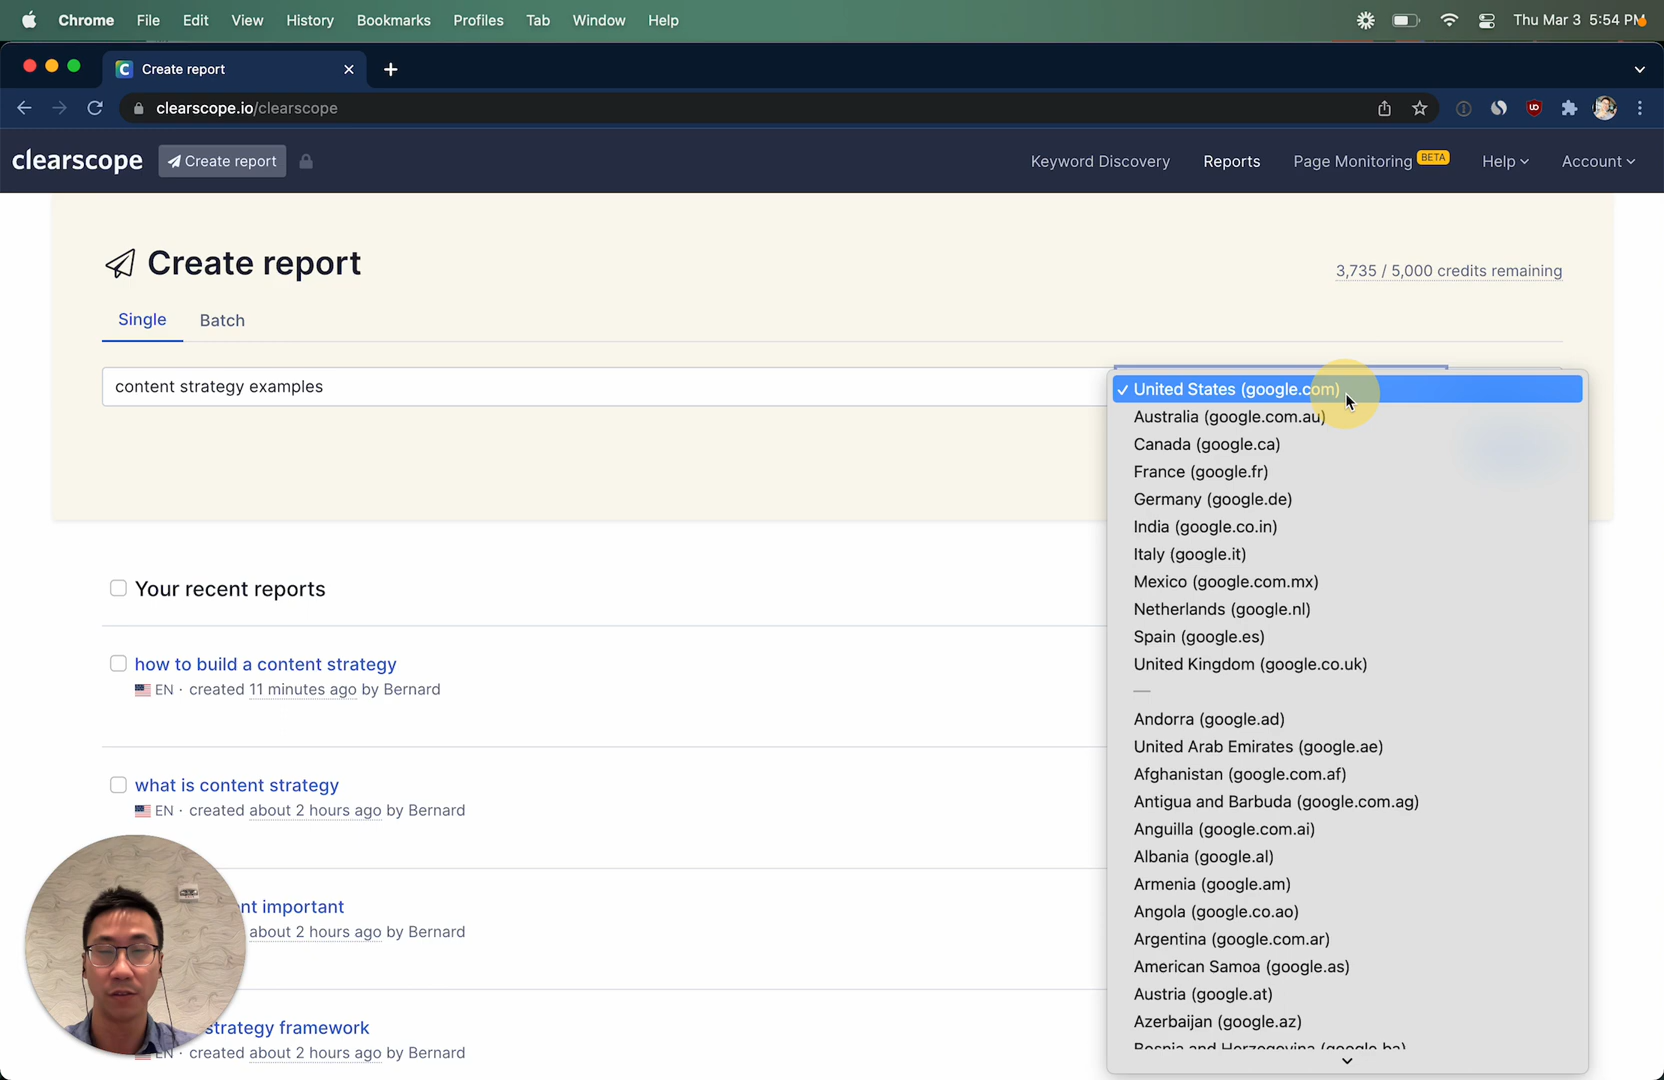 Chrome File Edit View History Bookmarks Profiles Tab Window Help Thu Mar 3 5:54 PM
Create report
clearscope.io/clearscope
clearscope Create report Keyword Discovery Reports Page Monitoring BETA Help Account
Create report
3,735 / 5,000 credits remaining
Single Batch
content strategy examples
United States (google.com)
Australia (google.com.au)
Canada (google.ca)
France (google.fr)
Germany (google.de)
India (google.co.in)
Italy (google.it)
Mexico (google.com.mx)
Netherlands (google.nl)
Spain (google.es)
United Kingdom (google.co.uk)
—
Andorra (google.ad)
United Arab Emirates (google.ae)
Afghanistan (google.com.af)
Antigua and Barbuda (google.com.ag)
Anguilla (google.com.ai)
Albania (google.al)
Armenia (google.am)
Angola (google.co.ao)
Argentina (google.com.ar)
American Samoa (google.as)
Austria (google.at)
Azerbaijan (google.az)
Bosnia and Herzegovina (google.ba)
Your recent reports
how to build a content strategy
EN · created 11 minutes ago by Bernard
what is content strategy
EN · created about 2 hours ago by Bernard
nt important
about 2 hours ago by Bernard
strategy framework
EN · created about 2 hours ago by Bernard